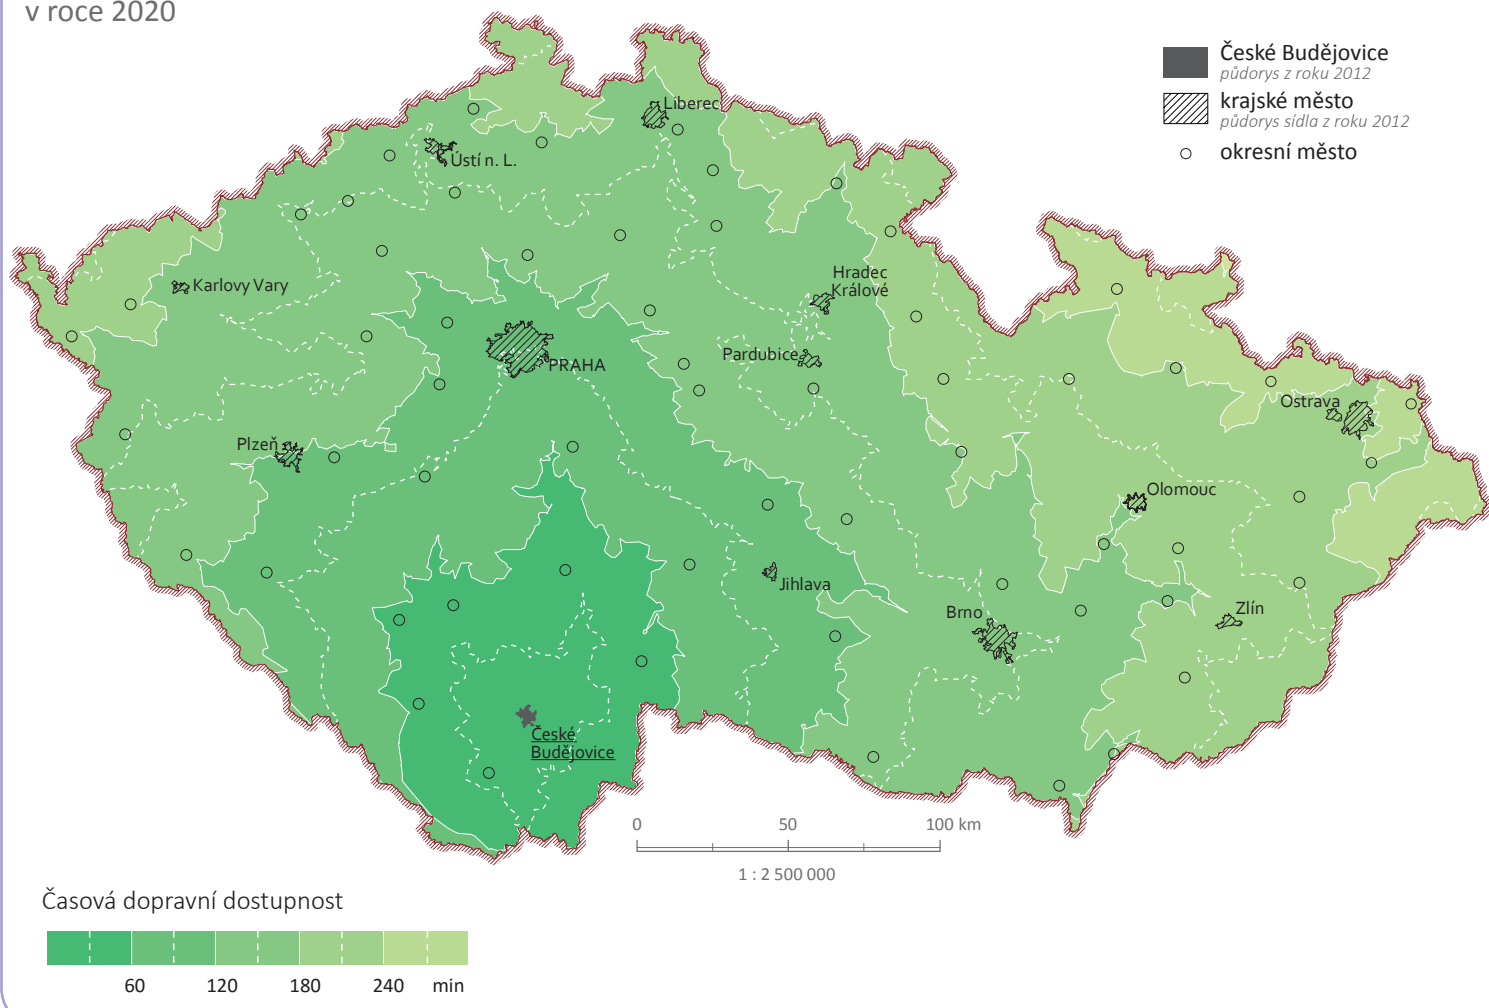 v roce 2020
České Budějovice
půdorys z roku 2012
krajské město
půdorys sídla z roku 2012
okresní město
Liberec
Ústí n. L.
Karlovy Vary
Hradec
Králové
PRAHA
Pardubice
Ostrava
Plzeň
Olomouc
Jihlava
Brno
Zlín
České
Budějovice
0 50 100 km
1 : 2 500 000
Časová dopravní dostupnost
60 120 180 240 min